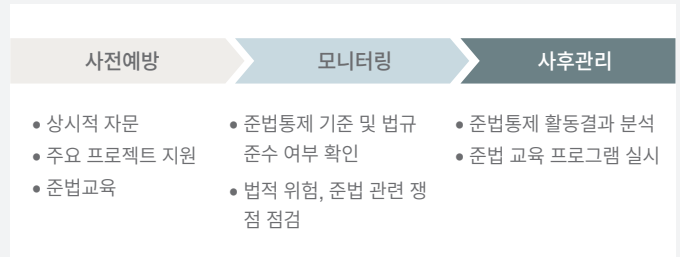 사전예방
모니터링
사후관리
• 상시적 자문
• 주요 프로젝트 지원
• 준법교육
• 준법통제 기준 및 법규
준수 여부 확인
• 법적 위험, 준법 관련 쟁
점 점검
• 준법통제 활동결과 분석
• 준법 교육 프로그램 실시